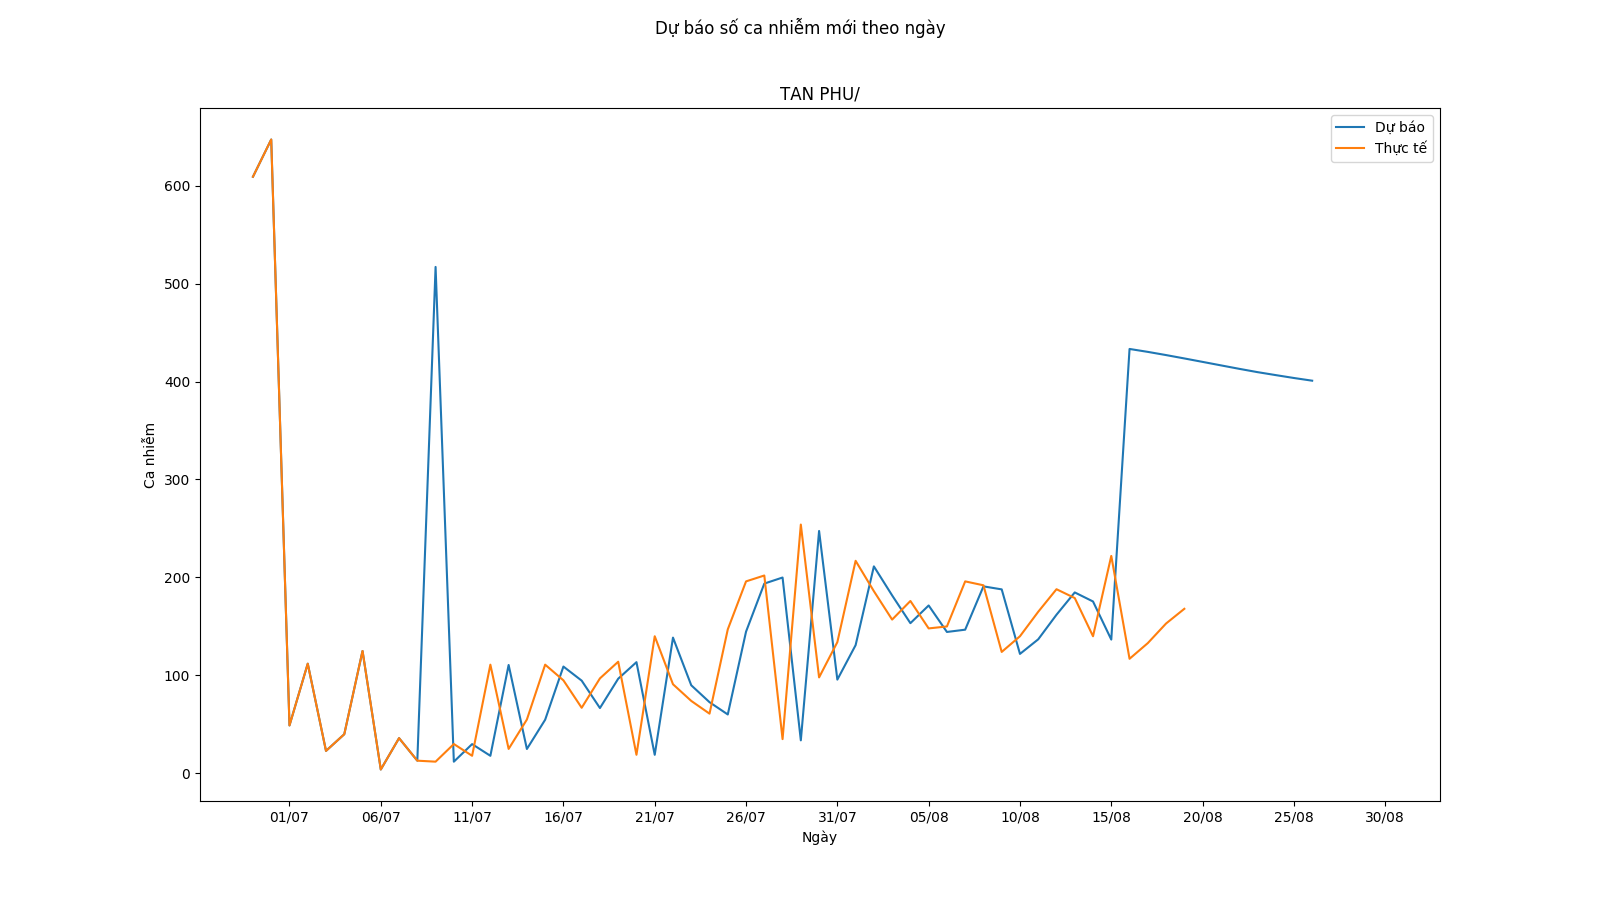 Dự báo số ca nhiễm mới theo ngày
TAN PHU/
Dự báo
Thực tế
600
500
400
300
200
100
0
Ca nhiễm
01/07 06/07 11/07 16/07 21/07 26/07 31/07 05/08 10/08 15/08 20/08 25/08 30/08
Ngày